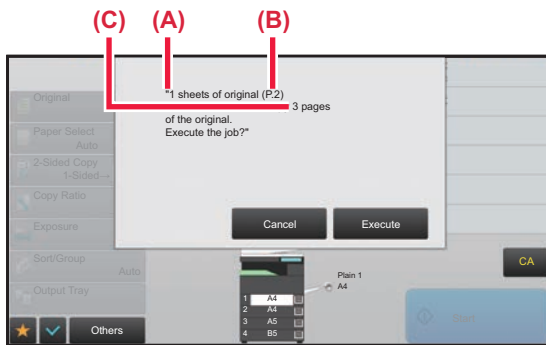 (C) (A) (B)
"1 sheets of original (P.2)
3 pages
of the original.
Execute the job?"
Original
Paper Select
Auto
2-Sided Copy
1-Sided→
Copy Ratio
Exposure
Sort/Group
Auto
Output Tray
Cancel
Execute
Plain 1
A4
CA
1 A4
2 A4
3 A5
4 B5
Start
Others